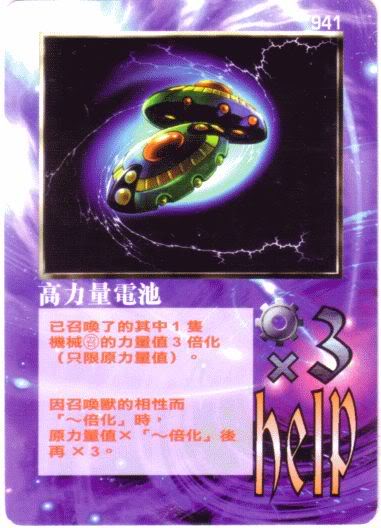 941
高力量電池
已召喚了的其中1隻
機械㊁的力量值3倍化
(只限原力量值)。
因召喚獸的相性而
「～倍化」時，
原力量值×「～倍化」後
再×3。
×3
help